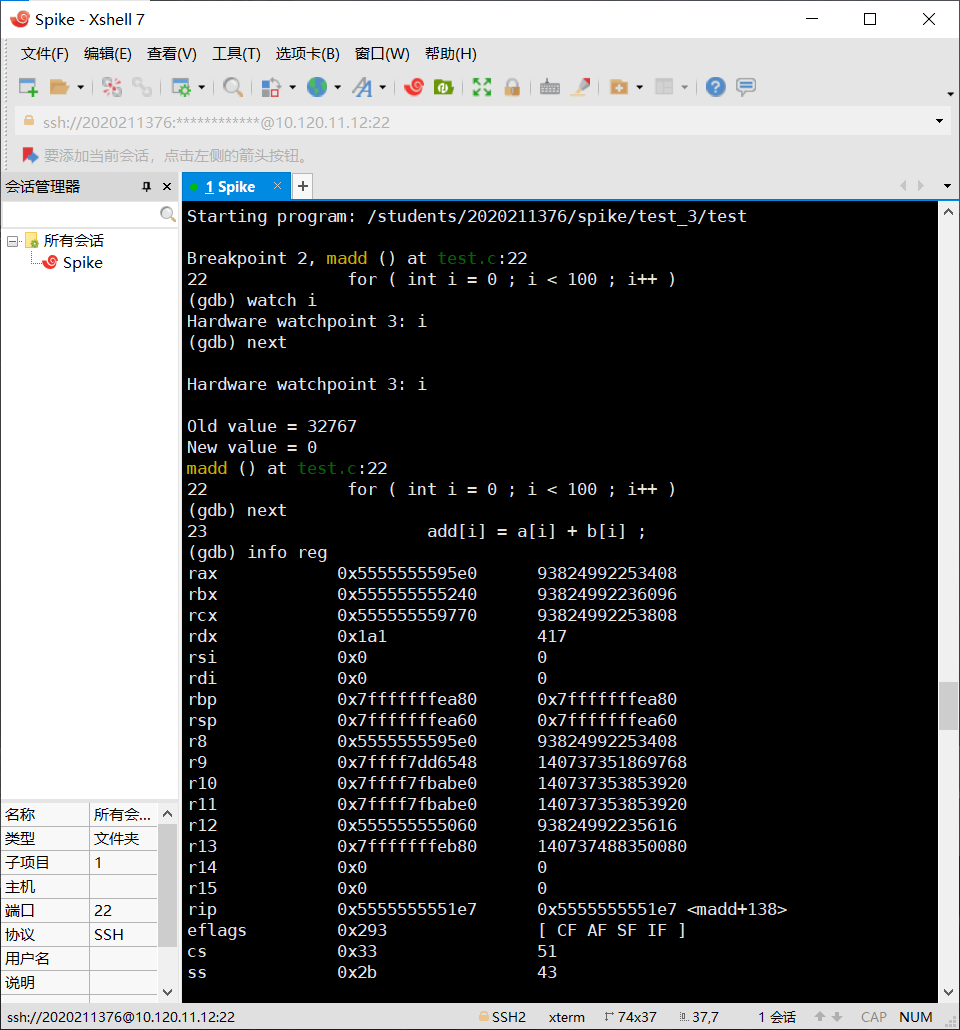 Spike - Xshell 7
文件(F) 编辑(E) 查看(V) 工具(T) 选项卡(B) 窗口(W) 帮助(H)
ssh://2020211376:************@10.120.11.12:22
要添加当前会话，点击左侧的箭头按钮。
会话管理器
所有会话
Spike
名称 所有会...
类型 文件夹
子项目 1
主机
端口 22
协议 SSH
用户名
说明
1 Spike
Starting program: /students/2020211376/spike/test_3/test
Breakpoint 2, madd () at test.c:22
22 for ( int i = 0 ; i < 100 ; i++ )
(gdb) watch i
Hardware watchpoint 3: i
(gdb) next
Hardware watchpoint 3: i
Old value = 32767
New value = 0
madd () at test.c:22
22 for ( int i = 0 ; i < 100 ; i++ )
(gdb) next
23 add[i] = a[i] + b[i] ;
(gdb) info reg
rax 0x5555555595e0 93824992253408
rbx 0x555555555240 93824992236096
rcx 0x555555559770 93824992253808
rdx 0x1a1 417
rsi 0x0 0
rdi 0x0 0
rbp 0x7fffffffea80 0x7fffffffea80
rsp 0x7fffffffea60 0x7fffffffea60
r8 0x5555555595e0 93824992253408
r9 0x7ffff7dd6548 140737351869768
r10 0x7ffff7fbabe0 140737353853920
r11 0x7ffff7fbabe0 140737353853920
r12 0x555555555060 93824992235616
r13 0x7fffffffeb80 140737488350080
r14 0x0 0
r15 0x0 0
rip 0x5555555551e7 0x5555555551e7 <madd+138>
eflags 0x293 [ CF AF SF IF ]
cs 0x33 51
ss 0x2b 43
ssh://2020211376@10.120.11.12:22 SSH2 xterm 74x37 37,7 1 会话 CAP NUM